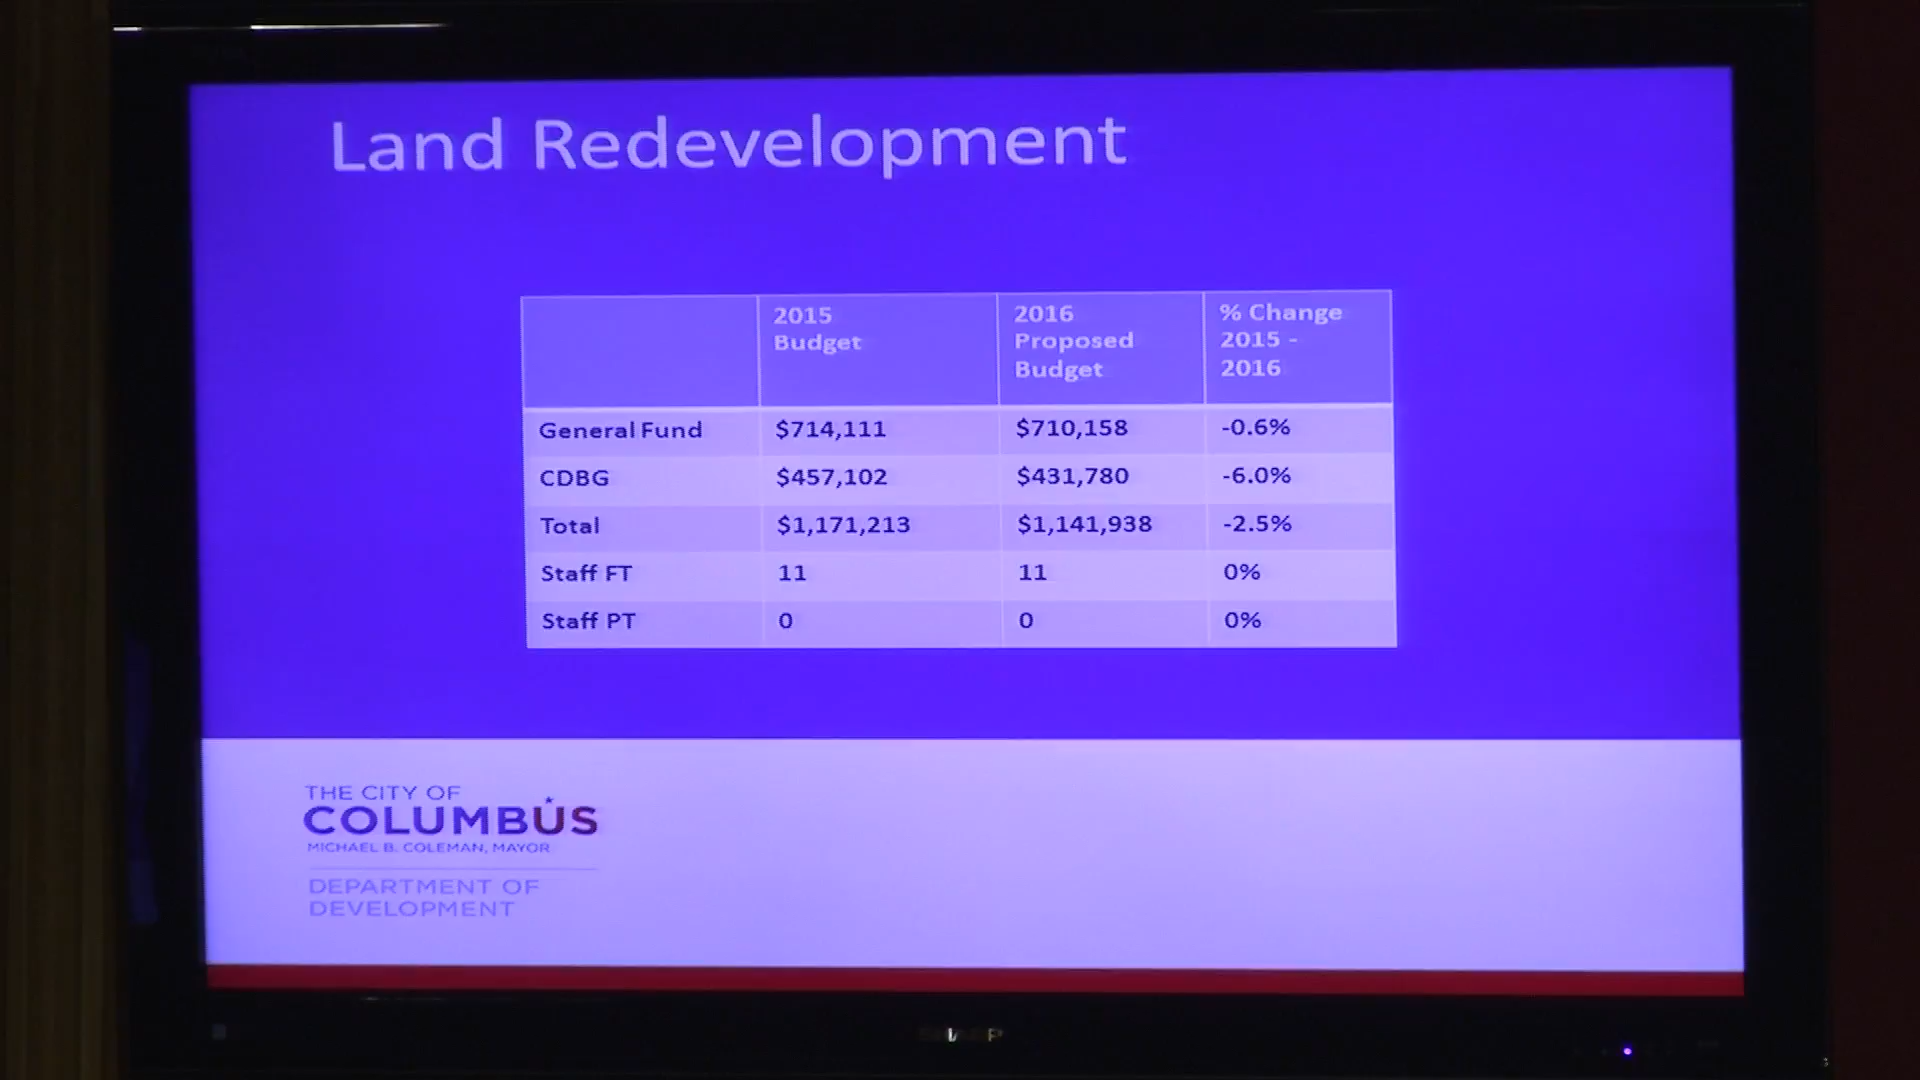 Land Redevelopment
2015 Budget
2016 Proposed Budget
% Change 2015 - 2016
General Fund $714,111 $710,158 -0.6%
CDBG $457,102 $431,780 -6.0%
Total $1,171,213 $1,141,938 -2.5%
Staff FT 11 11 0%
Staff PT 0 0 0%
THE CITY OF
COLUMBUS
MICHAEL B. COLEMAN, MAYOR
DEPARTMENT OF
DEVELOPMENT